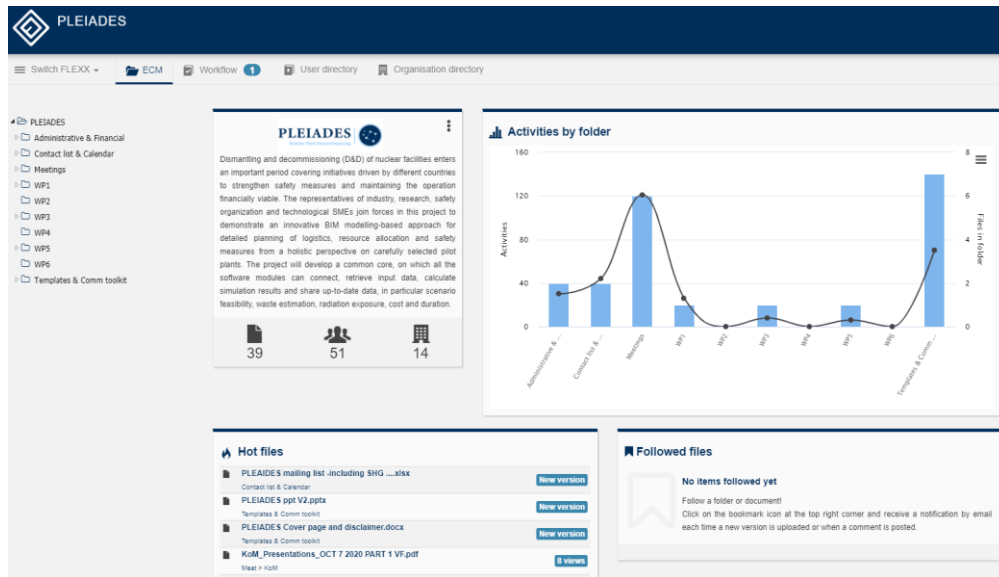 PLEIADES
Switch FLEXX
ECM
Workflow 1
User directory
Organisation directory
PLEIADES
Administrative & Financial
Contact list & Calendar
Meetings
WP1
WP2
WP3
WP4
WP5
WP6
Templates & Comm toolkit
PLEIADES
Dismantling and decommissioning (D&D) of nuclear facilities enters
an important period covering initiatives driven by different countries
to strengthen safety measures and maintaining the operation
financially viable. The representatives of industry, research, safety
organization and technological SMEs join forces in this project to
demonstrate an innovative BIM modelling-based approach for
detailed planning of logistics, resource allocation and safety
measures from a holistic perspective on carefully selected pilot
plants. The project will develop a common core, on which all the
software modules can connect, retrieve input data, calculate
simulation results and share up-to-date data, in particular scenario
feasibility, waste estimation, radiation exposure, cost and duration.
39
51
14
Activities by folder
160
120
80
40
0
Activities
8
6
4
2
0
Files in folder
Administrative & ...
Contact list & ...
Meetings
WP1
WP2
WP3
WP4
WP5
WP6
Templates & Comm ...
Hot files
PLEAIDES mailing list -including SHG ....xlsx
Contact list & Calendar
New version
PLEIADES ppt V2.pptx
Templates & Comm toolkit
New version
PLEIADES Cover page and disclaimer.docx
Templates & Comm toolkit
New version
KoM_Presentations_OCT 7 2020 PART 1 VF.pdf
Meet > KoM
8 views
Followed files
No items followed yet
Follow a folder or document!
Click on the bookmark icon at the top right corner and receive a notification by email
each time a new version is uploaded or when a comment is posted.